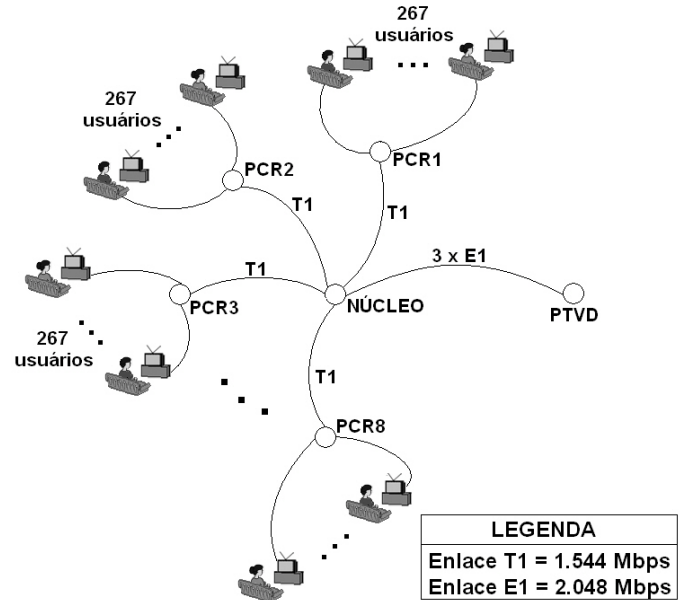 267
usuários
267
usuários
PCR2
PCR1
T1
T1
3 x E1
T1
PCR3
NÚCLEO
PTVD
267
usuários
T1
PCR8
LEGENDA
Enlace T1 = 1.544 Mbps
Enlace E1 = 2.048 Mbps